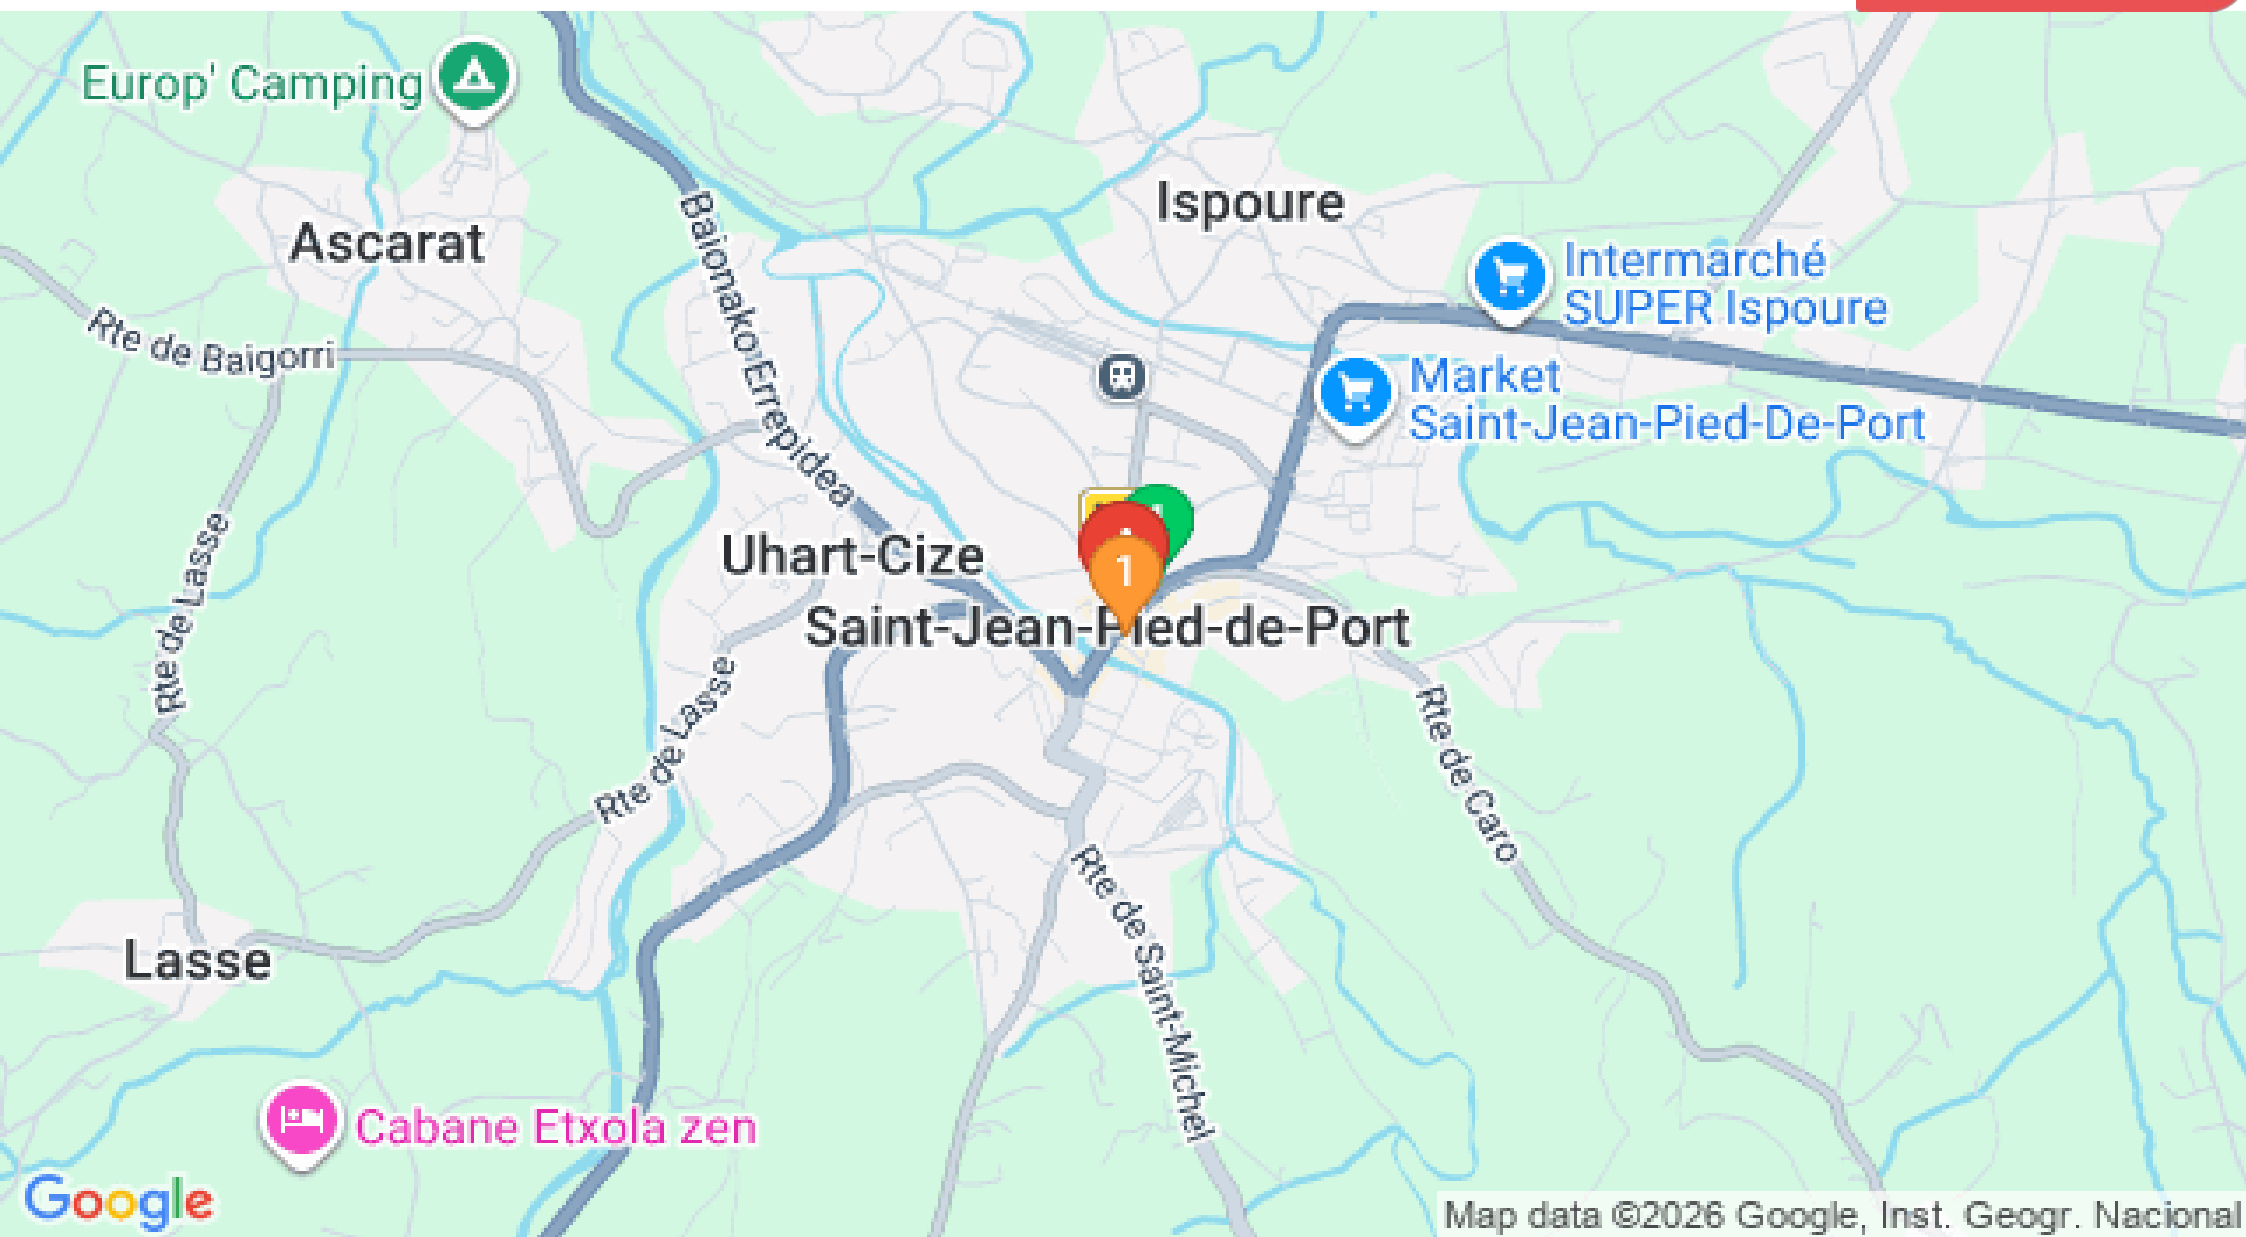 Europ' Camping
Ispoure
Ascarat
Intermarché
SUPER Ispoure
Baionako Errepidea
Rte de Baigorri
Market
Saint-Jean-Pied-De-Port
Rte de Lasse
Uhart-Cize
1
Saint-Jean-Pied-de-Port
Rte de Lasse
Rte de Caro
Rte de Saint-Michel
Lasse
Cabane Etxola zen
Google
Map data ©2026 Google, Inst. Geogr. Nacional